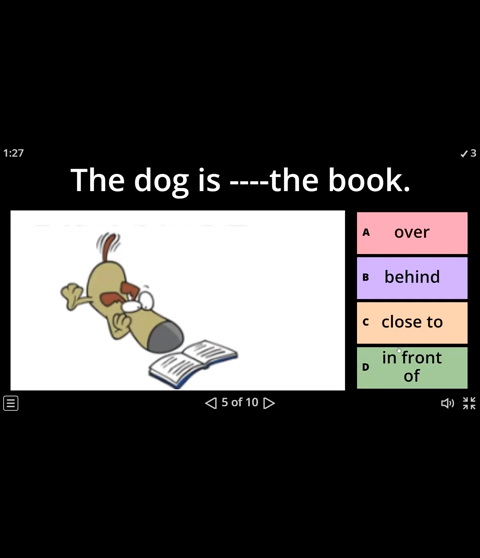 1:27
✓ 3
The dog is ----the book.
A over
B behind
C close to
D in front
of
5 of 10